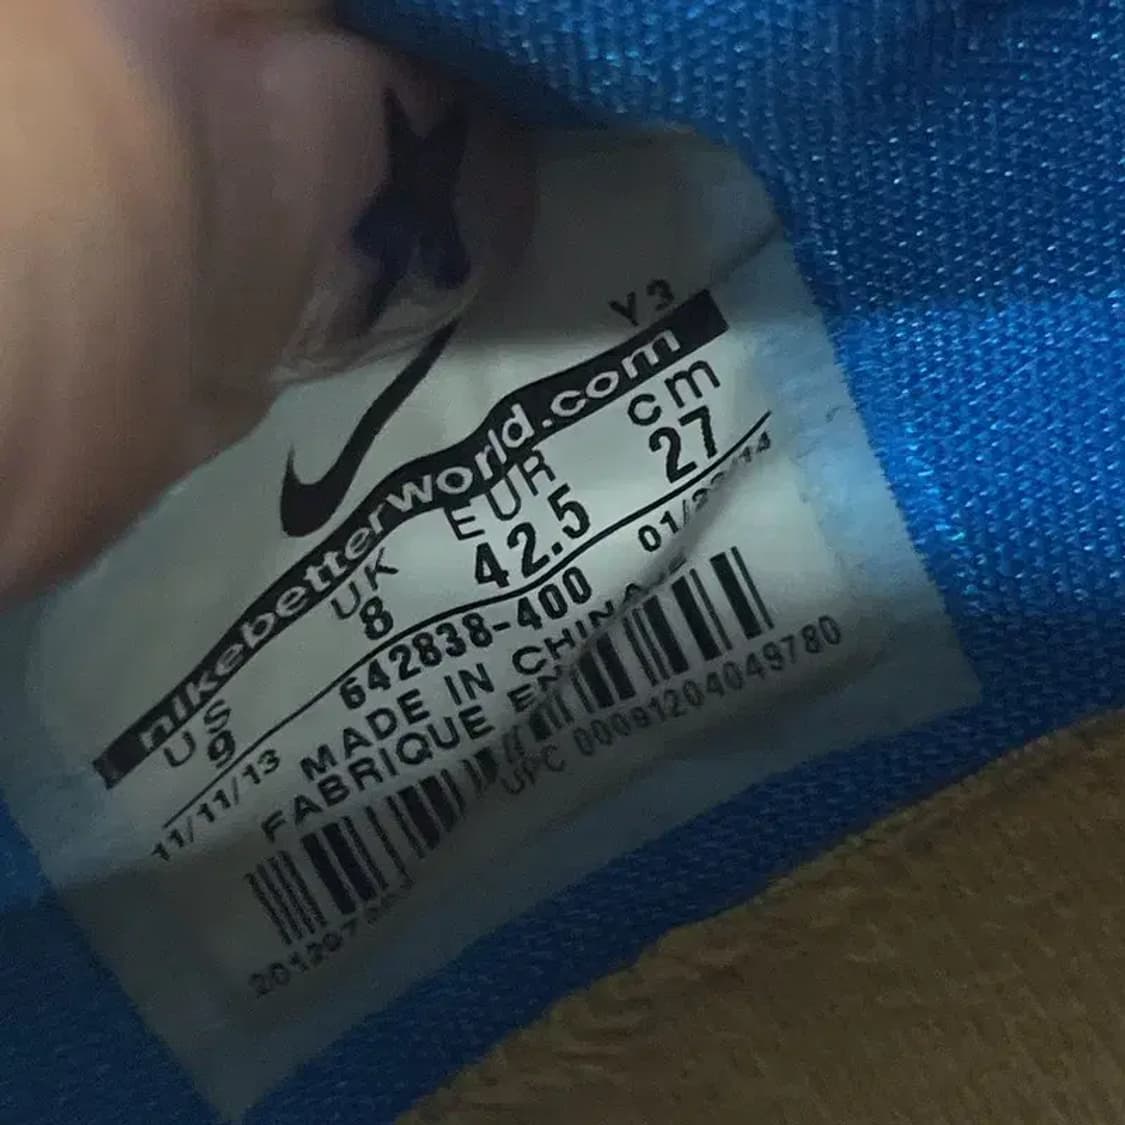 Y3
nikebetterworld.com
US UK EUR cm
9 8 42.5 27
11/11/13
642838-400
MADE IN CHINA
FABRIQUE EN
UPC 00091204049780